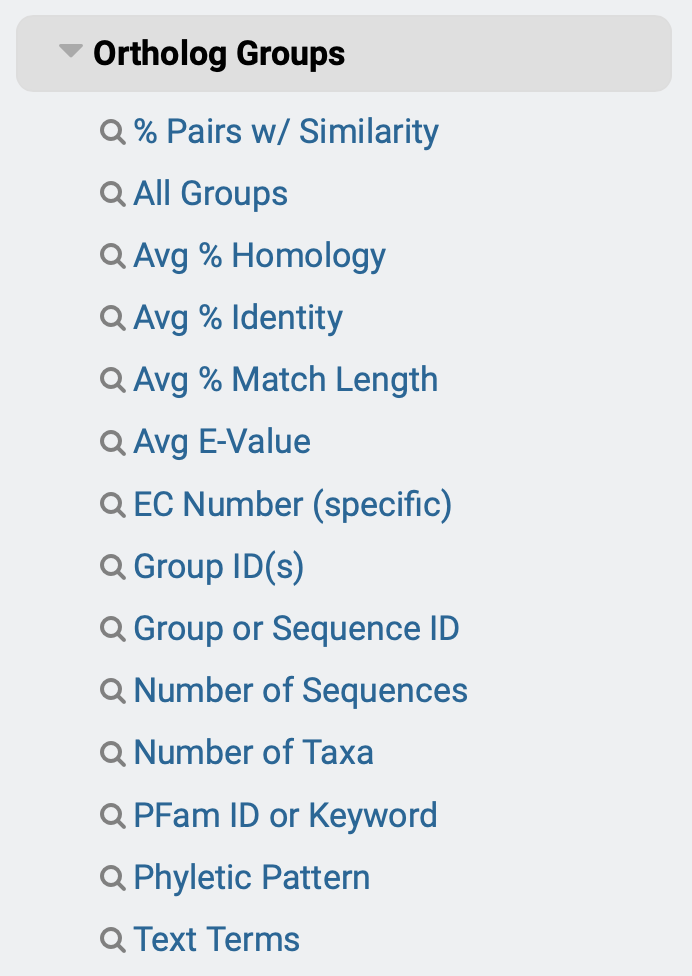 Ortholog Groups
% Pairs w/ Similarity
All Groups
Avg % Homology
Avg % Identity
Avg % Match Length
Avg E-Value
EC Number (specific)
Group ID(s)
Group or Sequence ID
Number of Sequences
Number of Taxa
PFam ID or Keyword
Phyletic Pattern
Text Terms